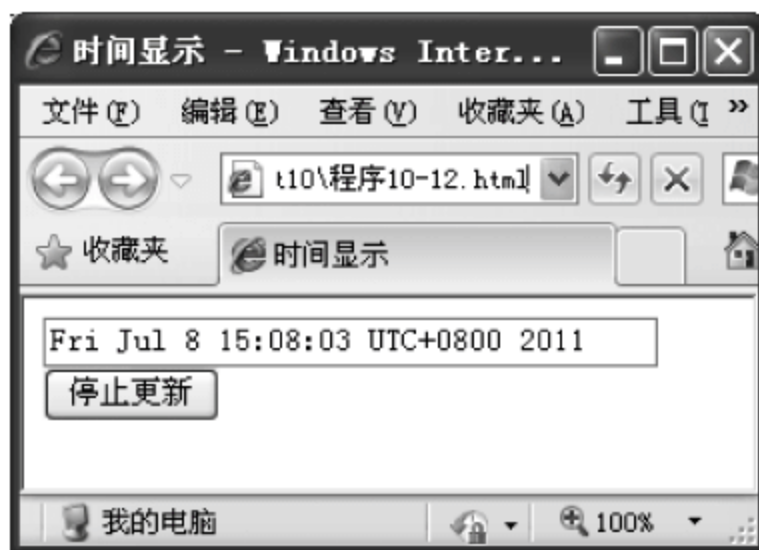 时间显示 - Windows Inter...
文件(F) 编辑(E) 查看(V) 收藏夹(A) 工具(T »
t10\程序10-12.html
收藏夹 时间显示
Fri Jul 8 15:08:03 UTC+0800 2011
停止更新
我的电脑 100%